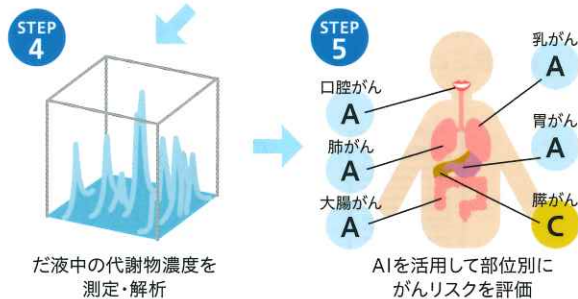 STEP
4
だ液中の代謝物濃度を
測定・解析
STEP
5
口腔がん
A
肺がん
A
大腸がん
A
乳がん
A
胃がん
A
膵がん
C
AIを活用して部位別に
がんリスクを評価